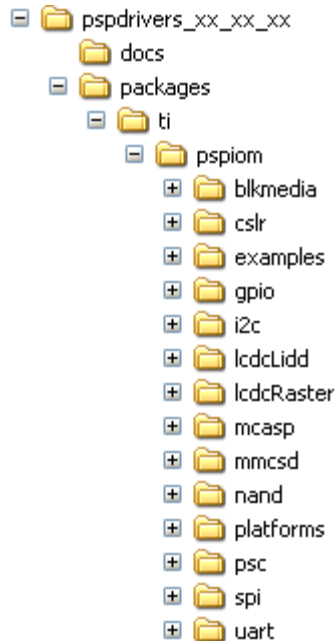 pspdrivers_xx_xx_xx
docs
packages
ti
pspiom
blkmedia
cslr
examples
gpio
i2c
lcdcLidd
lcdcRaster
mcasp
mmcsd
nand
platforms
psc
spi
uart